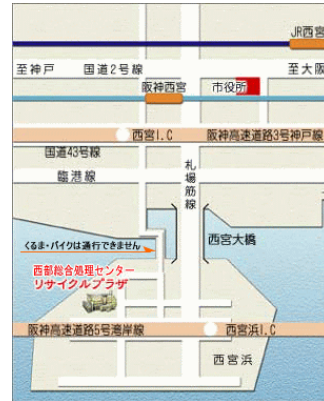 JR西宮
至神戸
国道2号線
至大阪
阪神西宮
市役所
西宮I.C
阪神高速道路3号神戸線
国道43号線
札場筋線
臨港線
西宮大橋
くるま・バイクは通行できません
西部総合処理センター
リサイクルプラザ
阪神高速道路5号湾岸線
西宮浜I.C
西宮浜